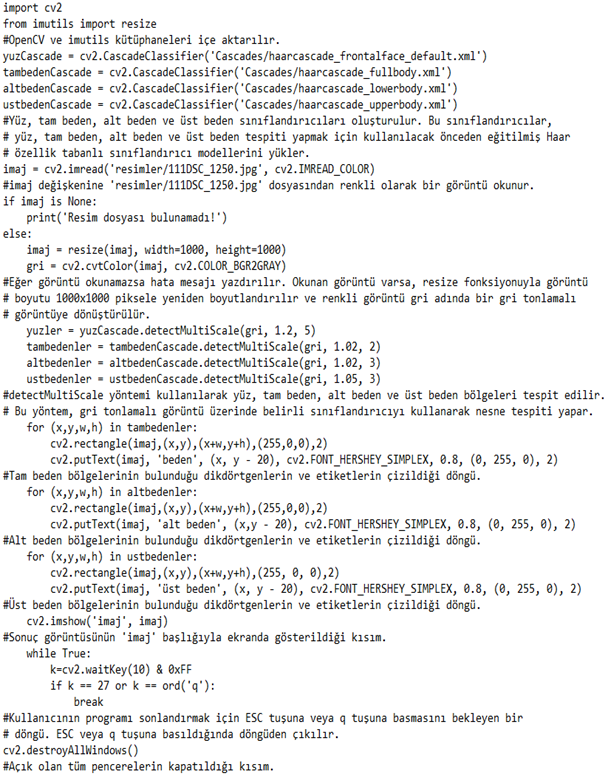 import cv2
from imutils import resize
#OpenCV ve imutils kütüphaneleri içe aktarılır.
yuzCascade = cv2.CascadeClassifier('Cascades/haarcascade_frontalface_default.xml')
tambedenCascade = cv2.CascadeClassifier('Cascades/haarcascade_fullbody.xml')
altbedenCascade = cv2.CascadeClassifier('Cascades/haarcascade_lowerbody.xml')
ustbedenCascade = cv2.CascadeClassifier('Cascades/haarcascade_upperbody.xml')
#Yüz, tam beden, alt beden ve üst beden sınıflandırıcıları oluşturulur. Bu sınıflandırıcılar,
# yüz, tam beden, alt beden ve üst beden tespiti yapmak için kullanılacak önceden eğitilmiş Haar
# özellik tabanlı sınıflandırıcı modellerini yükler.
imaj = cv2.imread('resimler/111DSC_1250.jpg', cv2.IMREAD_COLOR)
#imaj değişkenine 'resimler/111DSC_1250.jpg' dosyasından renkli olarak bir görüntü okunur.
if imaj is None:
    print('Resim dosyası bulunamadı!')
else:
    imaj = resize(imaj, width=1000, height=1000)
    gri = cv2.cvtColor(imaj, cv2.COLOR_BGR2GRAY)
#Eğer görüntü okunamazsa hata mesajı yazdırılır. Okunan görüntü varsa, resize fonksiyonuyla görüntü
# boyutu 1000x1000 piksele yeniden boyutlandırılır ve renkli görüntü gri adında bir gri tonlamalı
# görüntüye dönüştürülür.
    yuzler = yuzCascade.detectMultiScale(gri, 1.2, 5)
    tambedenler = tambedenCascade.detectMultiScale(gri, 1.02, 2)
    altbedenler = altbedenCascade.detectMultiScale(gri, 1.02, 3)
    ustbedenler = ustbedenCascade.detectMultiScale(gri, 1.05, 3)
#detectMultiScale yöntemi kullanılarak yüz, tam beden, alt beden ve üst beden bölgeleri tespit edilir.
# Bu yöntem, gri tonlamalı görüntü üzerinde belirli sınıflandırıcıyı kullanarak nesne tespiti yapar.
    for (x,y,w,h) in tambedenler:
        cv2.rectangle(imaj,(x,y),(x+w,y+h),(255,0,0),2)
        cv2.putText(imaj, 'beden', (x, y - 20), cv2.FONT_HERSHEY_SIMPLEX, 0.8, (0, 255, 0), 2)
#Tam beden bölgelerinin bulunduğu dikdörtgenlerin ve etiketlerin çizildiği döngü.
    for (x,y,w,h) in altbedenler:
        cv2.rectangle(imaj,(x,y),(x+w,y+h),(255,0,0),2)
        cv2.putText(imaj, 'alt beden', (x,y - 20), cv2.FONT_HERSHEY_SIMPLEX, 0.8, (0, 255, 0), 2)
#Alt beden bölgelerinin bulunduğu dikdörtgenlerin ve etiketlerin çizildiği döngü.
    for (x,y,w,h) in ustbedenler:
        cv2.rectangle(imaj,(x,y),(x+w,y+h),(255, 0, 0),2)
        cv2.putText(imaj, 'üst beden', (x, y - 20), cv2.FONT_HERSHEY_SIMPLEX, 0.8, (0, 255, 0), 2)
#Üst beden bölgelerinin bulunduğu dikdörtgenlerin ve etiketlerin çizildiği döngü.
    cv2.imshow('imaj', imaj)
#Sonuç görüntüsünün 'imaj' başlığıyla ekranda gösterildiği kısım.
    while True:
        k=cv2.waitKey(10) & 0xFF
        if k == 27 or k == ord('q'):
            break
#Kullanıcının programı sonlandırmak için ESC tuşuna veya q tuşuna basmasını bekleyen bir
# döngü. ESC veya q tuşuna basıldığında döngüden çıkılır.
cv2.destroyAllWindows()
#Açık olan tüm pencerelerin kapatıldığı kısım.